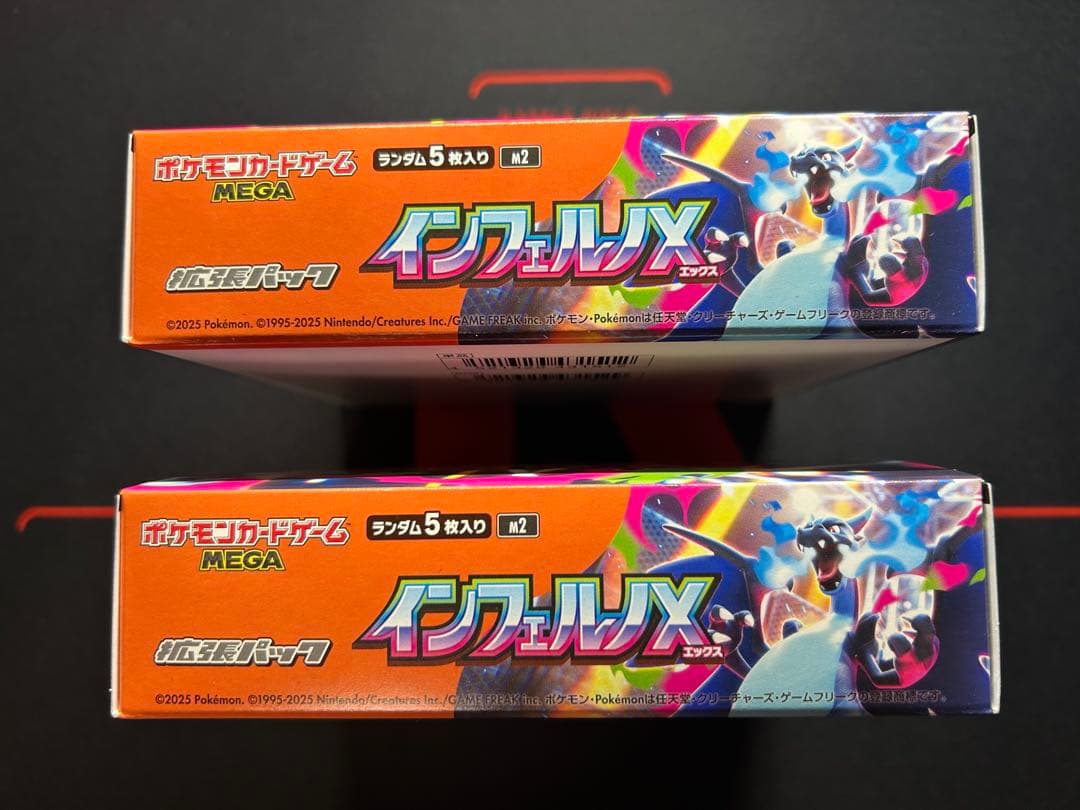 ポケモンカードゲーム
MEGA
ランダム5枚入り M2
インフェルノX
エックス
拡張パック
©2025 Pokémon. ©1995-2025 Nintendo/Creatures Inc./GAME FREAK inc. ポケモン・Pokémonは任天堂・クリーチャーズ・ゲームフリークの登録商標です。
ポケモンカードゲーム
MEGA
ランダム5枚入り M2
インフェルノX
エックス
拡張パック
©2025 Pokémon. ©1995-2025 Nintendo/Creatures Inc./GAME FREAK inc. ポケモン・Pokémonは任天堂・クリーチャーズ・ゲームフリークの登録商標です。